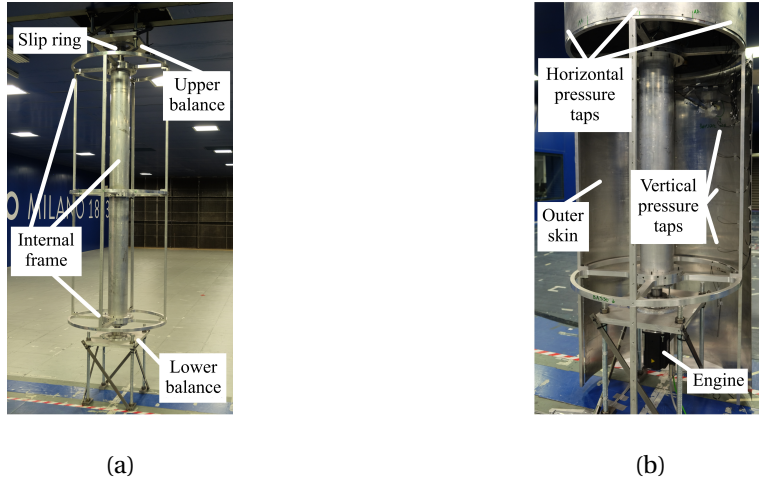 Slip ring
Upper
balance
MILANO 18 3
Internal
frame
Lower
balance
Horizontal
pressure
taps
Vertical
pressure
taps
Outer
skin
Engine
(a)
(b)